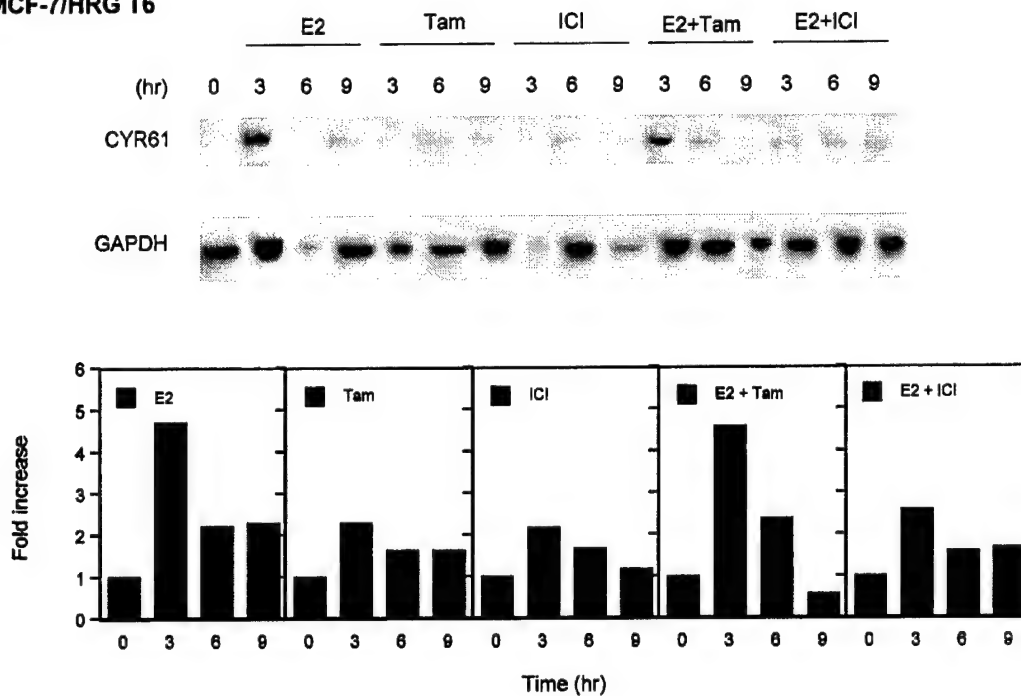 MCF-7/HRG T6
E2 Tam ICI E2+Tam E2+ICI
(hr) 0 3 6 9 3 6 9 3 6 9 3 6 9 3 6 9
CYR61
GAPDH
6 E2 Tam ICI E2 + Tam E2 + ICI
5
4
3
2
1
0
Fold increase
0 3 6 9 0 3 6 9 0 3 6 9 0 3 6 9 0 3 6 9
Time (hr)